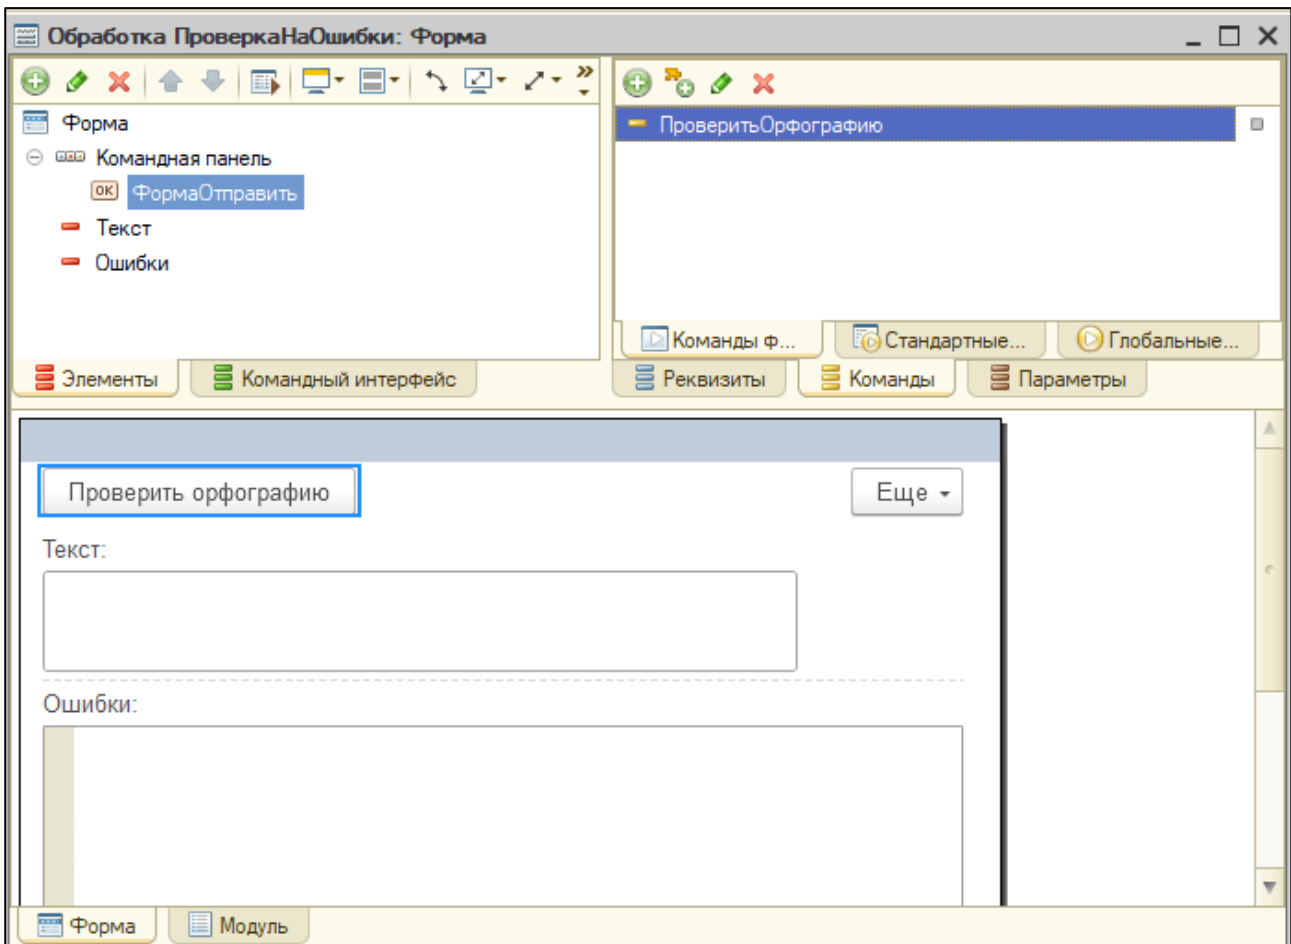 Обработка ПроверкаНаОшибки: Форма
Форма
Командная панель
OK ФормаОтправить
Текст
Ошибки
Элементы
Командный интерфейс
ПроверитьОрфографию
Команды ф...
Стандартные...
Глобальные...
Реквизиты
Команды
Параметры
Проверить орфографию
Еще
Текст:
Ошибки:
Форма
Модуль